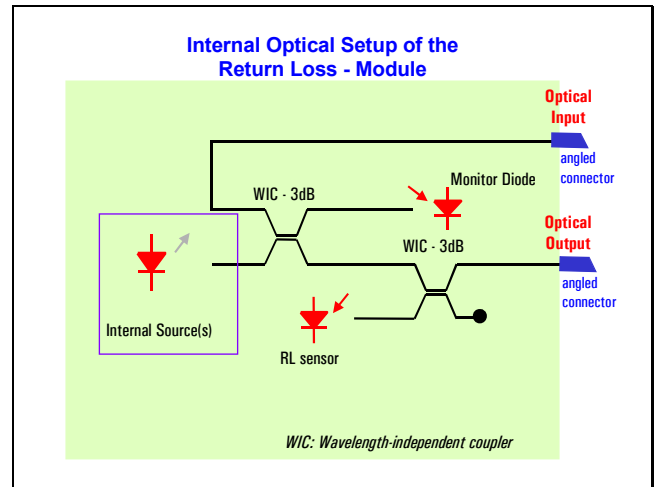 Internal Optical Setup of the
Return Loss - Module
Optical
Input
angled
connector
WIC - 3dB
Monitor Diode
WIC - 3dB
Optical
Output
angled
connector
Internal Source(s)
RL sensor
WIC: Wavelength-independent coupler